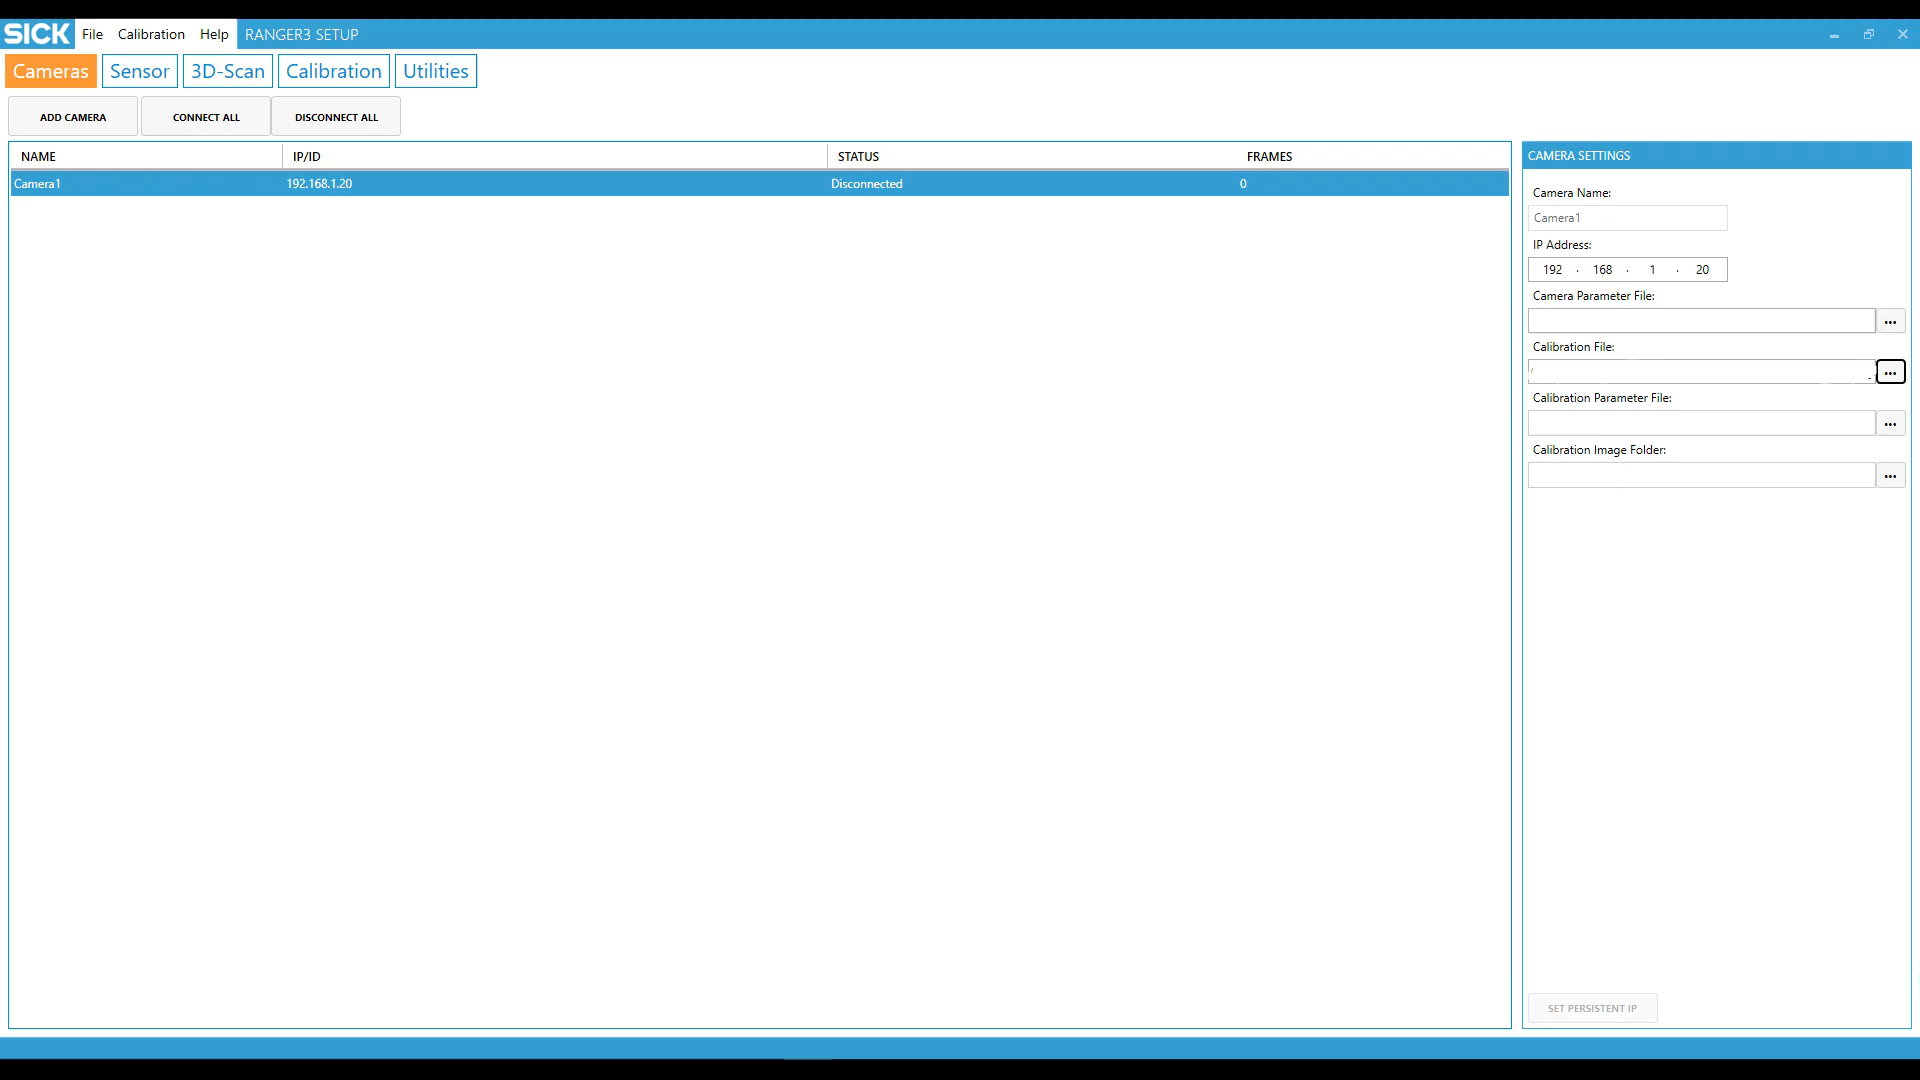 SICK File Calibration Help RANGER3 SETUP
Cameras Sensor 3D-Scan Calibration Utilities
ADD CAMERA CONNECT ALL DISCONNECT ALL
NAME IP/ID STATUS FRAMES
Camera1 192.168.1.20 Disconnected 0
CAMERA SETTINGS
Camera Name:
Camera1
IP Address:
192 . 168 . 1 . 20
Camera Parameter File:
...
Calibration File:
...
Calibration Parameter File:
...
Calibration Image Folder:
...
SET PERSISTENT IP